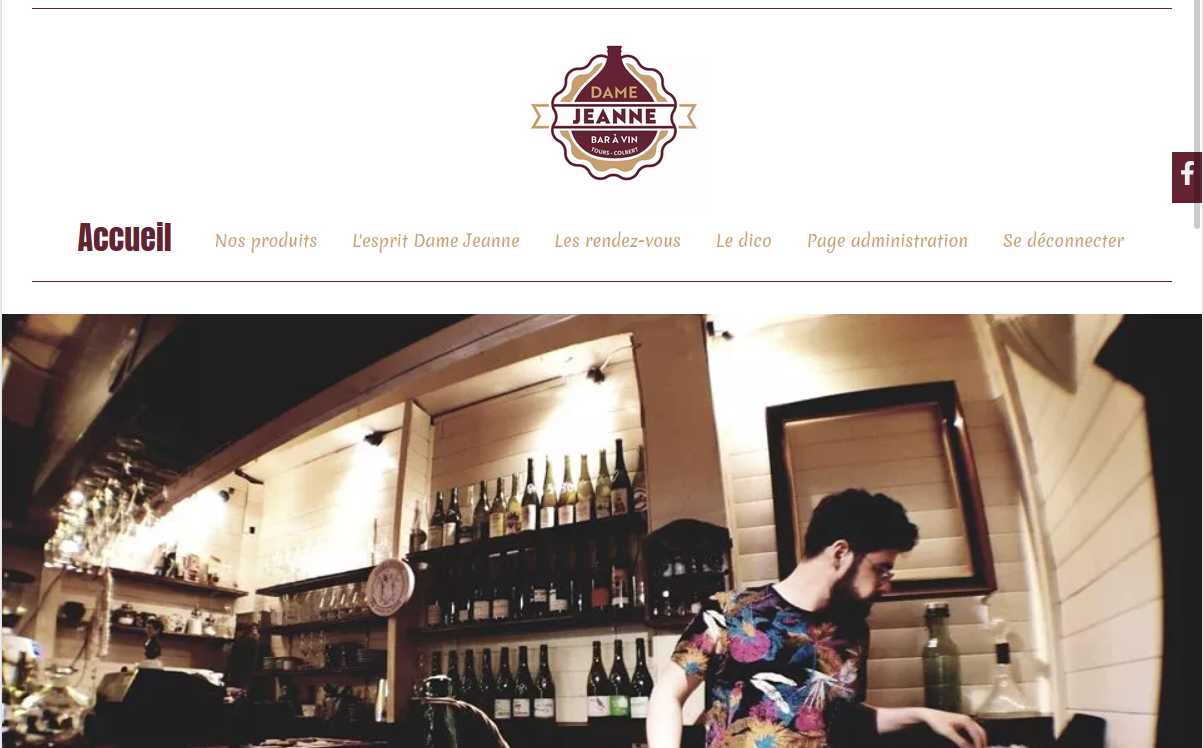 DAME
JEANNE
BAR À VIN
TOURS - COLBERT
Accueil Nos produits L'esprit Dame Jeanne Les rendez-vous Le dico Page administration Se déconnecter